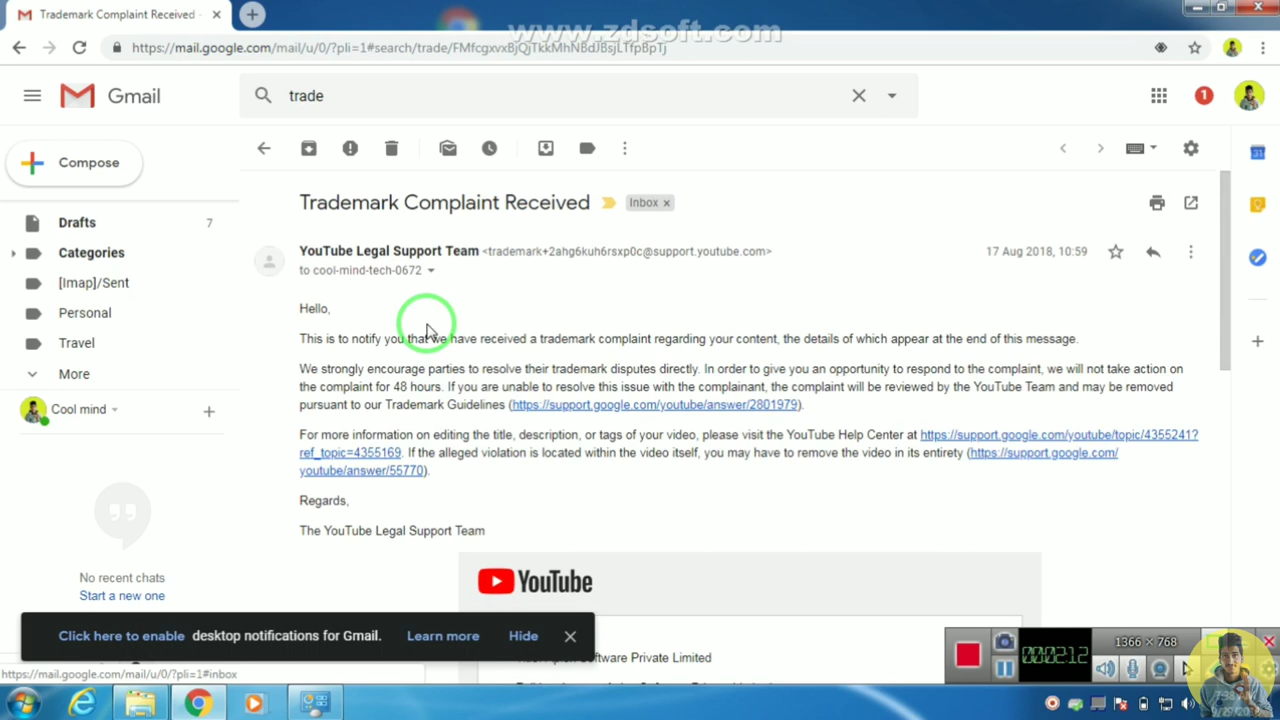 Trademark Complaint Received -
www.zdsoft.com
https://mail.google.com/mail/u/0/?pli=1#search/trade/FMfcgxvxBjQjTkkMhNBdJBsjLTfpBpTj
Gmail
trade
1
Compose
Drafts 7
Categories
[Imap]/Sent
Personal
Travel
More
Cool mind
No recent chats
Start a new one
31
Trademark Complaint Received
Inbox x
YouTube Legal Support Team <trademark+2ahg6kuh6rsxp0c@support.youtube.com>
17 Aug 2018, 10:59
to cool-mind-tech-0672
Hello,
This is to notify you that we have received a trademark complaint regarding your content, the details of which appear at the end of this message.
We strongly encourage parties to resolve their trademark disputes directly. In order to give you an opportunity to respond to the complaint, we will not take action on
the complaint for 48 hours. If you are unable to resolve this issue with the complainant, the complaint will be reviewed by the YouTube Team and may be removed
pursuant to our Trademark Guidelines (https://support.google.com/youtube/answer/2801979).
For more information on editing the title, description, or tags of your video, please visit the YouTube Help Center at https://support.google.com/youtube/topic/4355241?
ref_topic=4355169. If the alleged violation is located within the video itself, you may have to remove the video in its entirety (https://support.google.com/
youtube/answer/55770).
Regards,
The YouTube Legal Support Team
YouTube
Software Private Limited
Click here to enable desktop notifications for Gmail. Learn more Hide
https://mail.google.com/mail/u/0/?pli=1#inbox
1366 × 768
00:02:12